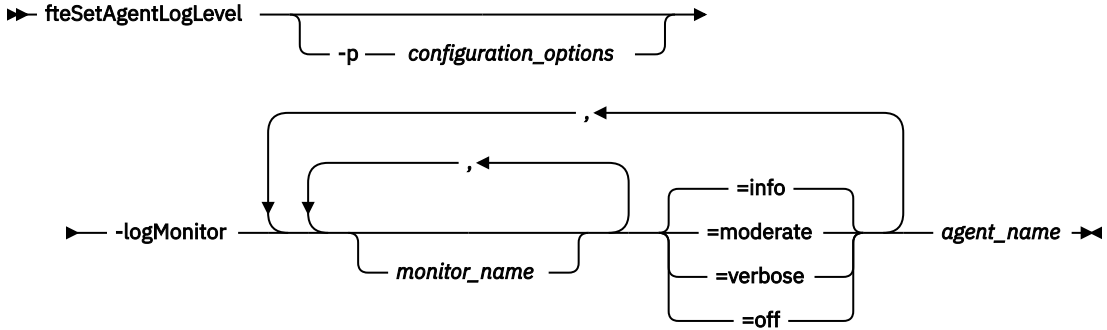 fteSetAgentLogLevel
-p configuration_options
,
,
-logMonitor
monitor_name
=info
=moderate
=verbose
=off
agent_name